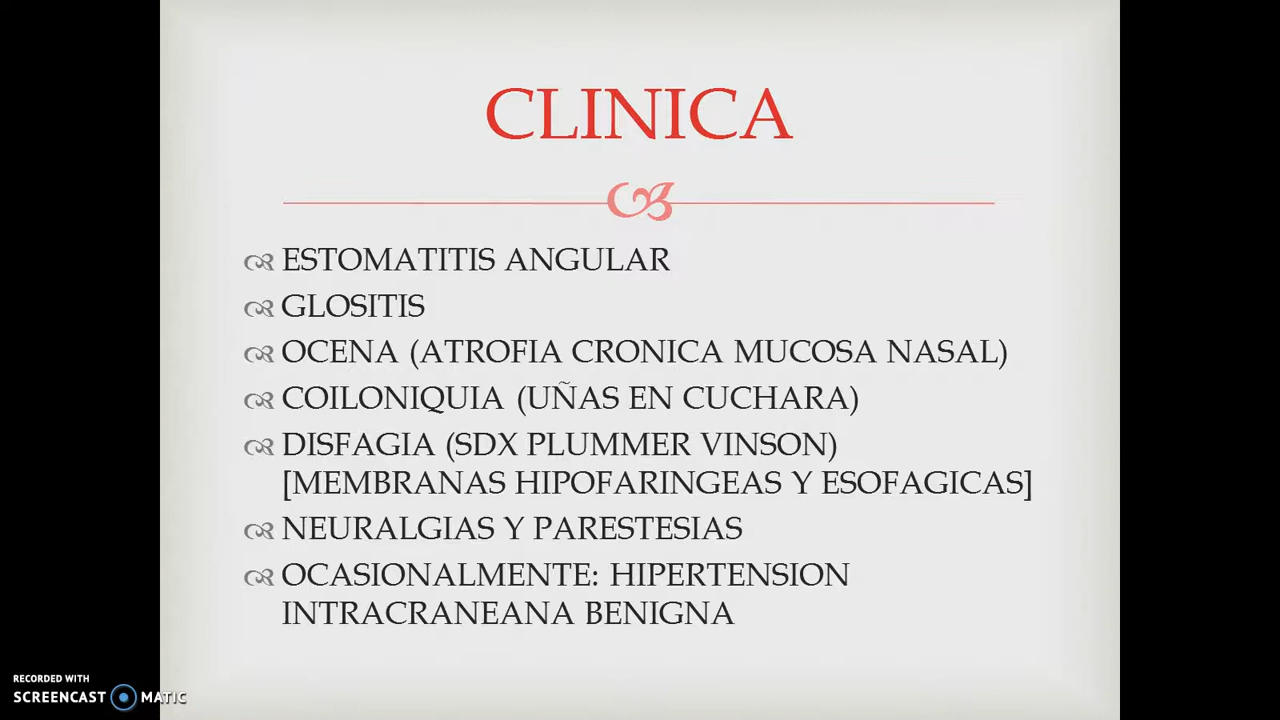 CLINICA
ESTOMATITIS ANGULAR
GLOSITIS
OCENA (ATROFIA CRONICA MUCOSA NASAL)
COILONIQUIA (UÑAS EN CUCHARA)
DISFAGIA (SDX PLUMMER VINSON)
[MEMBRANAS HIPOFARINGEAS Y ESOFAGICAS]
NEURALGIAS Y PARESTESIAS
OCASIONALMENTE: HIPERTENSION
INTRACRANEANA BENIGNA
RECORDED WITH
SCREENCAST MATIC